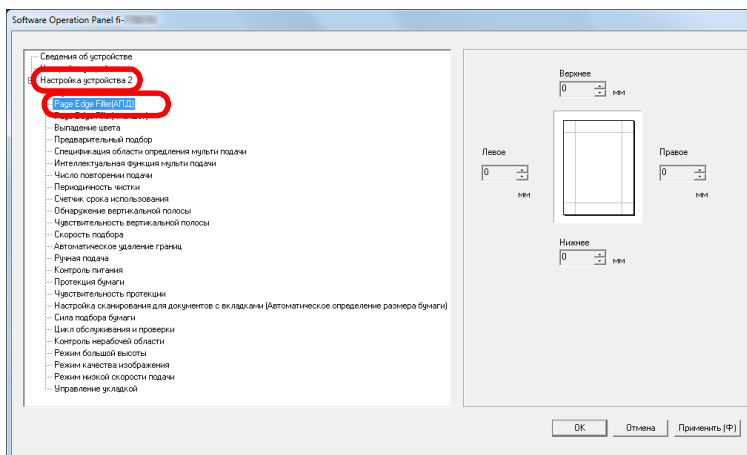 Software Operation Panel fi-
Сведения об устройстве
Настройка устройства 2
Page Edge Filler(АПД)
Выпадение цвета
Предварительный подбор
Спецификация области опредления мульти подачи
Интеллектуальная функция мульти подачи
Число повторении подачи
Периодичность чистки
Счетчик срока использования
Обнаружение вертикальной полосы
Чувствительность вертикальной полосы
Скорость подбора
Автоматическое удаление границ
Ручная подача
Контроль питания
Протекция бумаги
Чувствительность протекции
Настройка сканирования для документов с вкладками (Автоматическое определение размера бумаги)
Сила подбора бумаги
Цикл обслуживания и проверки
Контроль нерабочей области
Режим большой высоты
Режим качества изображения
Режим низкой скорости подачи
Управление укладкой
Верхнее
0 мм
Левое
0
мм
Правое
0
мм
Нижнее
0 мм
OK Отмена Применить (Ф)